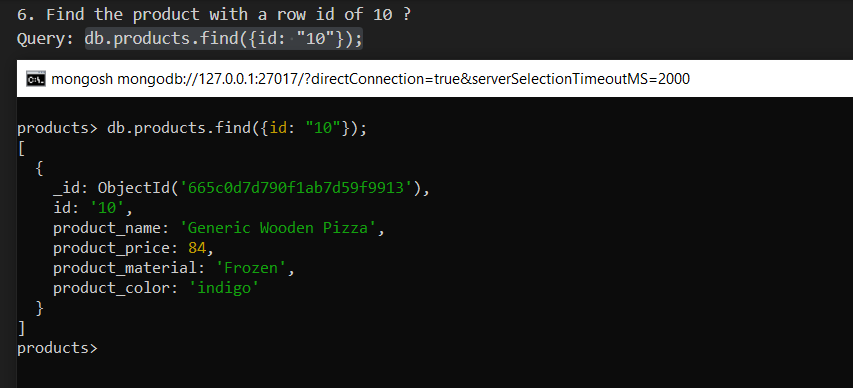 6. Find the product with a row id of 10 ?
Query: db.products.find({id: "10"});
C:\. mongosh mongodb://127.0.0.1:27017/?directConnection=true&serverSelectionTimeoutMS=2000
products> db.products.find({id: "10"});
[
  {
    _id: ObjectId('665c0d7d790f1ab7d59f9913'),
    id: '10',
    product_name: 'Generic Wooden Pizza',
    product_price: 84,
    product_material: 'Frozen',
    product_color: 'indigo'
  }
]
products>